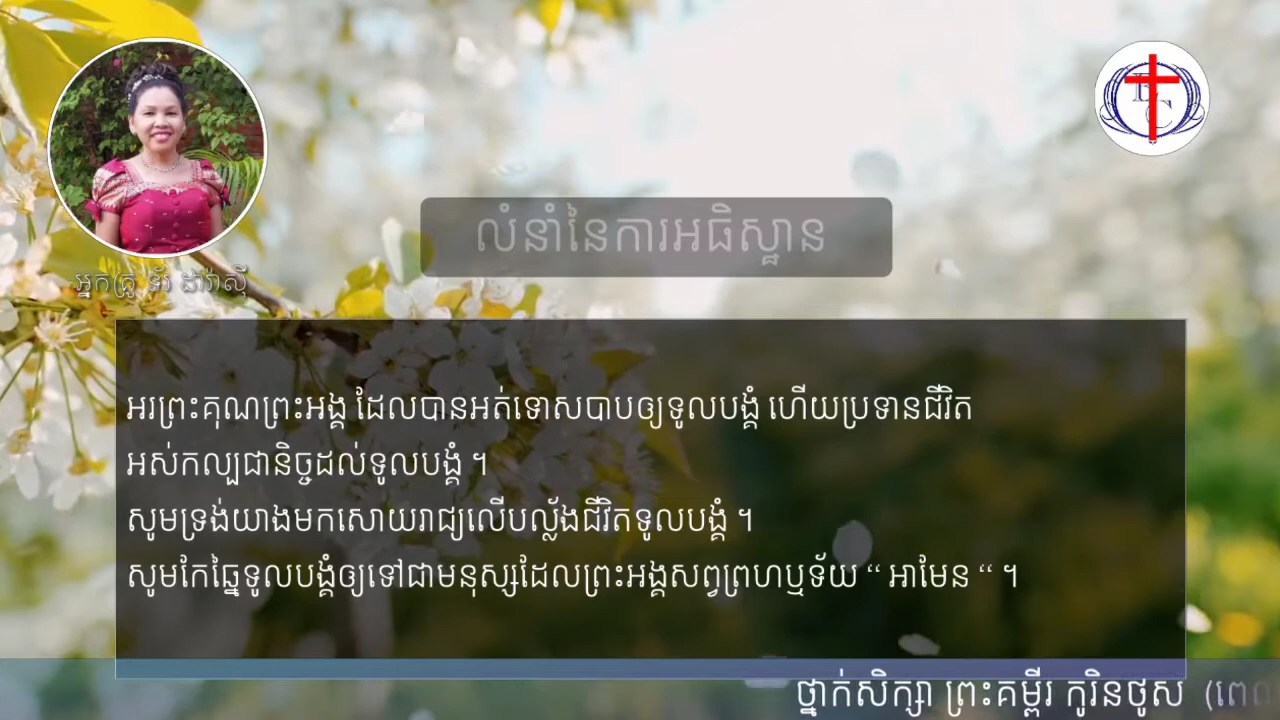 លំនាំនៃការអធិស្ឋាន
អ្នកគ្រូ ទ័រ ដារ៉ាស៊ី
អរព្រះគុណព្រះអង្គ ដែលបានអត់ទោសបាបឲ្យទូលបង្គំ ហើយប្រទានជីវិត
អស់កល្បជានិច្ចដល់ទូលបង្គំ ។
សូមទ្រង់យាងមកសោយរាជ្យលើបល្ល័ងជីវិតទូលបង្គំ ។
សូមកែឆ្នៃទូលបង្គំឲ្យទៅជាមនុស្សដែលព្រះអង្គសព្វព្រហឬទ័យ “ អាមែន “ ។
ថ្នាក់សិក្សា ព្រះគម្ពីរ កូរិនថូស